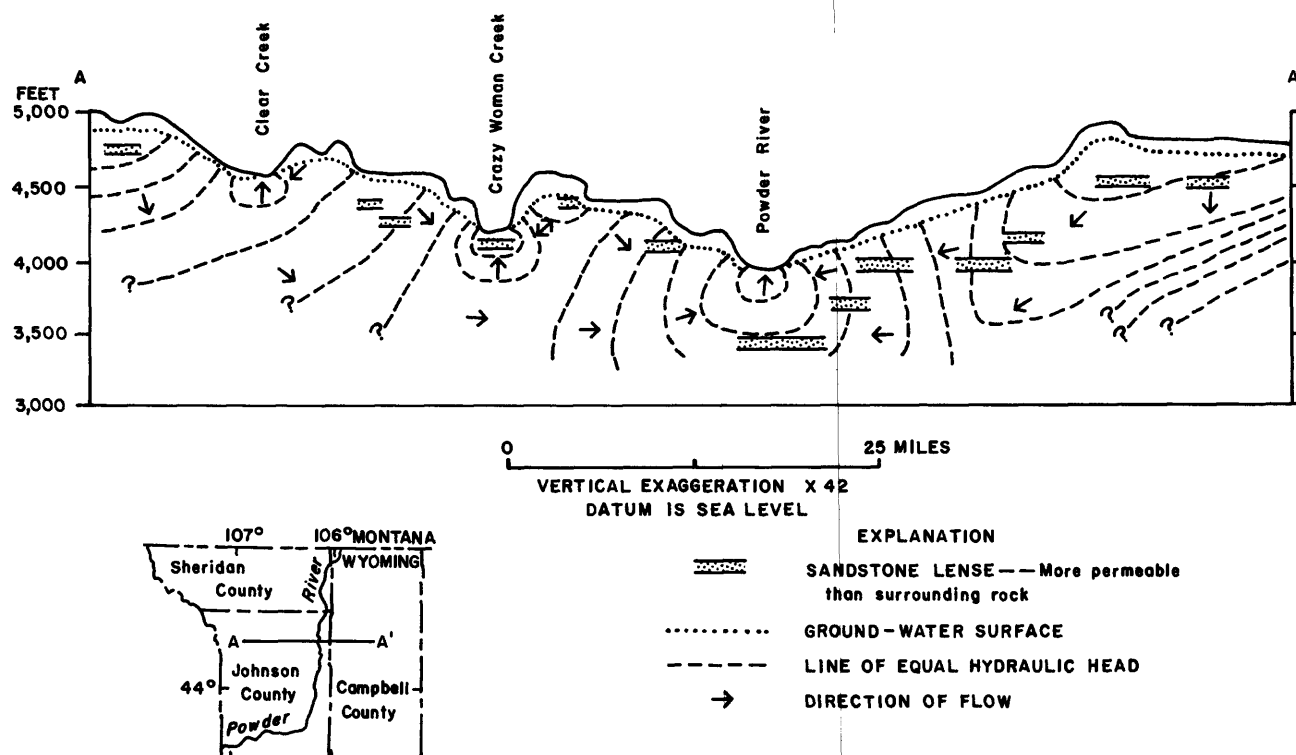 A
A
FEET
5,000
4,500
4,000
3,500
3,000
Clear Creek
Crazy Woman Creek
Powder River
?
?
?
?
?
?
0 25 MILES
VERTICAL EXAGGERATION X 42
DATUM IS SEA LEVEL
107° 106° MONTANA
WYOMING
Sheridan
County
River
A A'
Johnson
County
44°
Campbell
County
Powder
EXPLANATION
SANDSTONE LENSE——More permeable
than surrounding rock
GROUND-WATER SURFACE
LINE OF EQUAL HYDRAULIC HEAD
DIRECTION OF FLOW